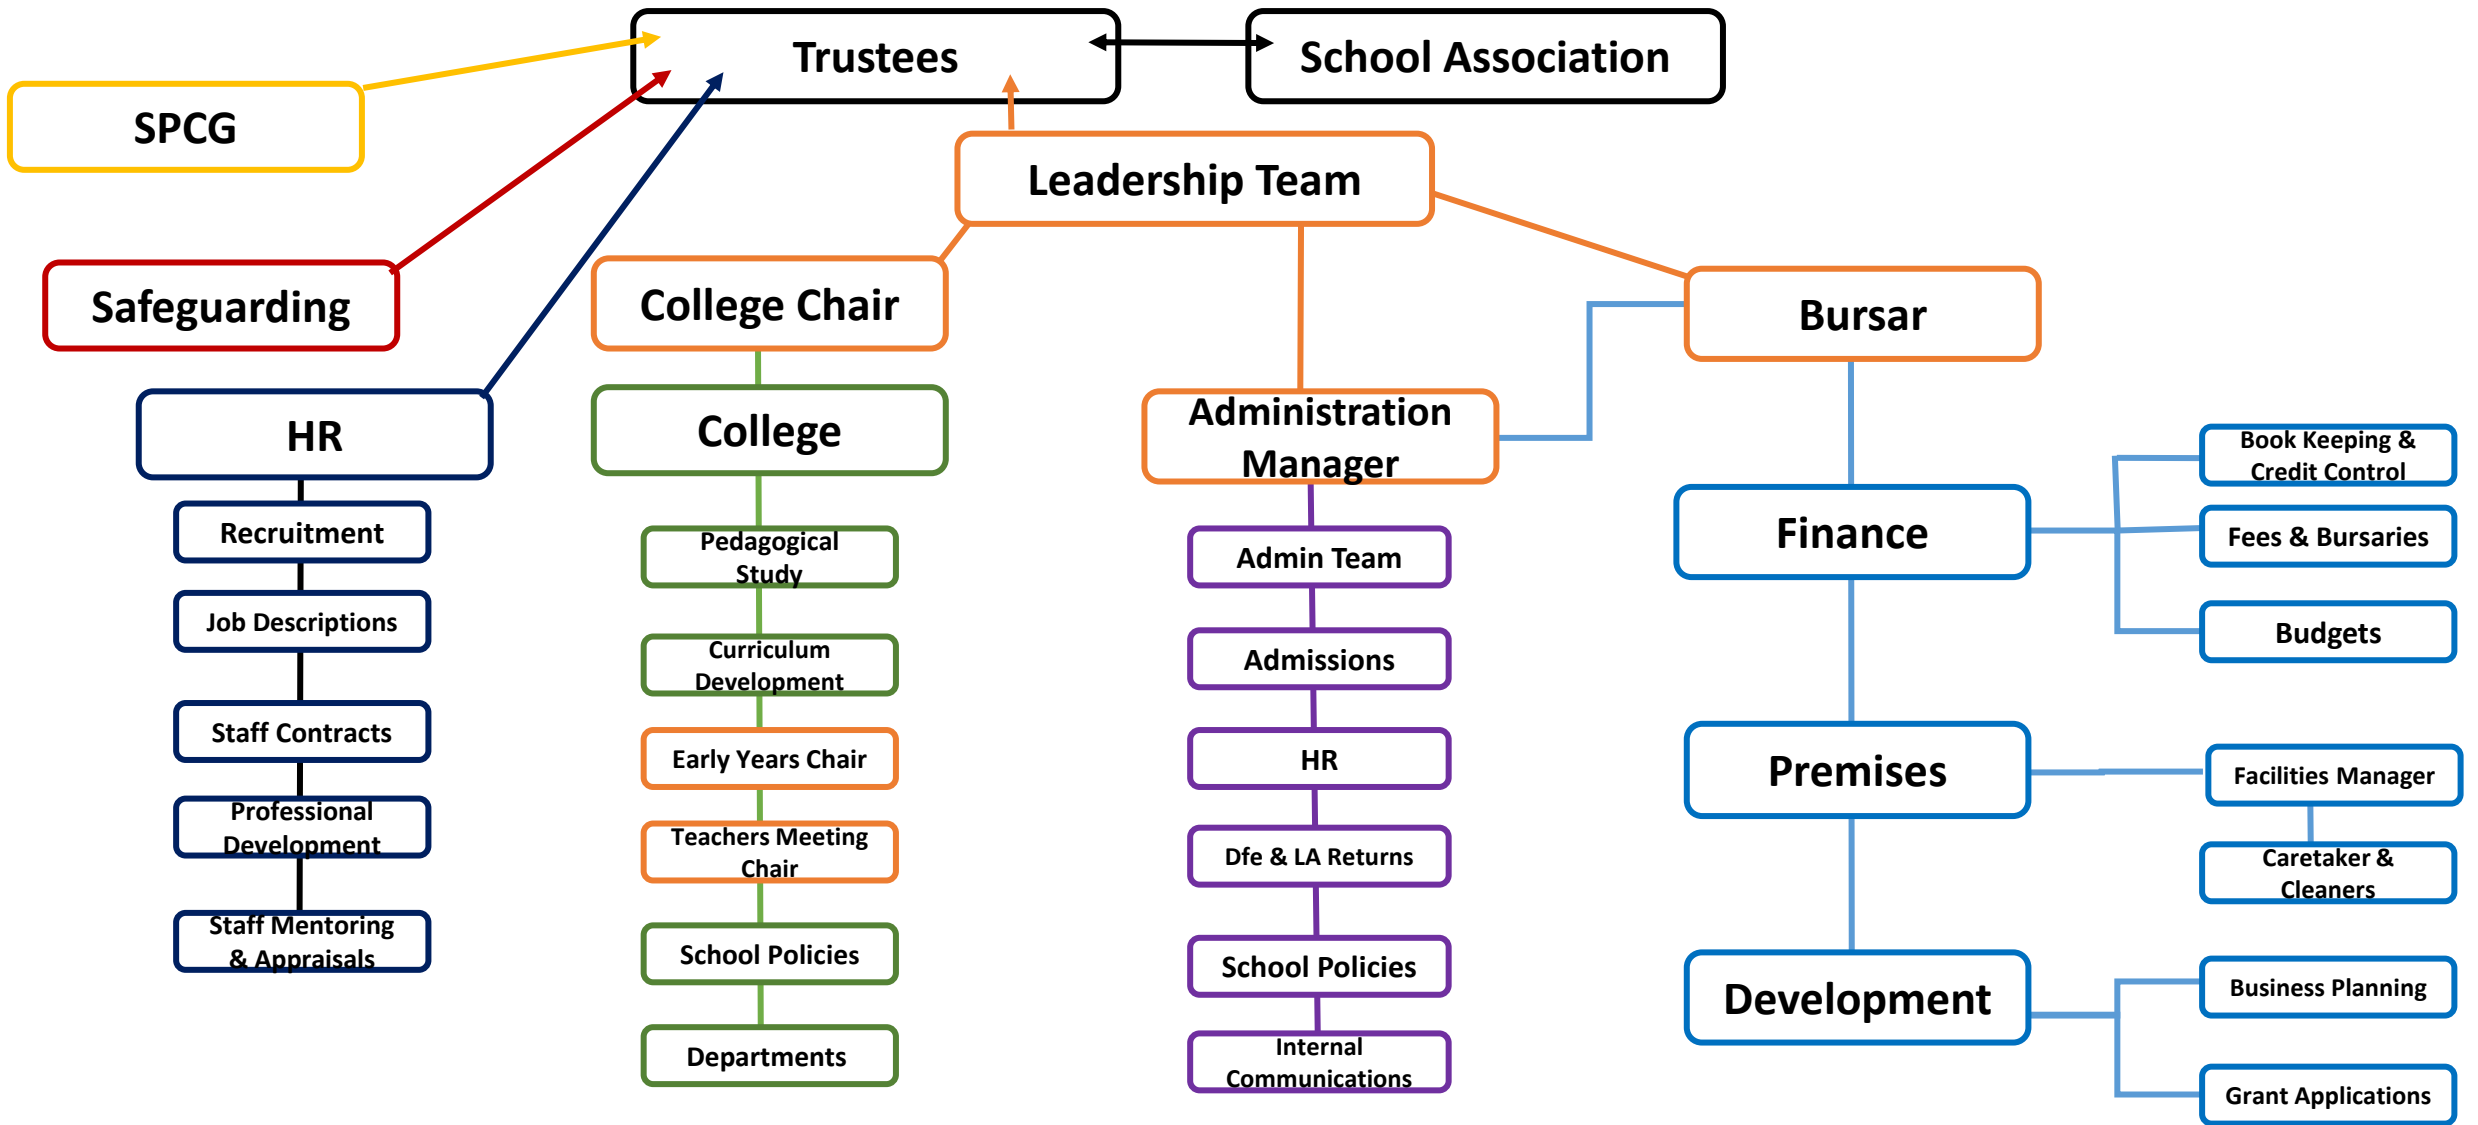 Trustees
School Association
SPCG
Leadership Team
Safeguarding
College Chair
Bursar
HR
College
Administration
Manager
Recruitment
Job Descriptions
Staff Contracts
Professional
Development
Staff Mentoring
& Appraisals
Pedagogical
Study
Curriculum
Development
Early Years Chair
Teachers Meeting
Chair
School Policies
Departments
Admin Team
Admissions
HR
Dfe & LA Returns
School Policies
Internal
Communications
Finance
Book Keeping &
Credit Control
Fees & Bursaries
Budgets
Premises
Facilities Manager
Caretaker &
Cleaners
Development
Business Planning
Grant Applications